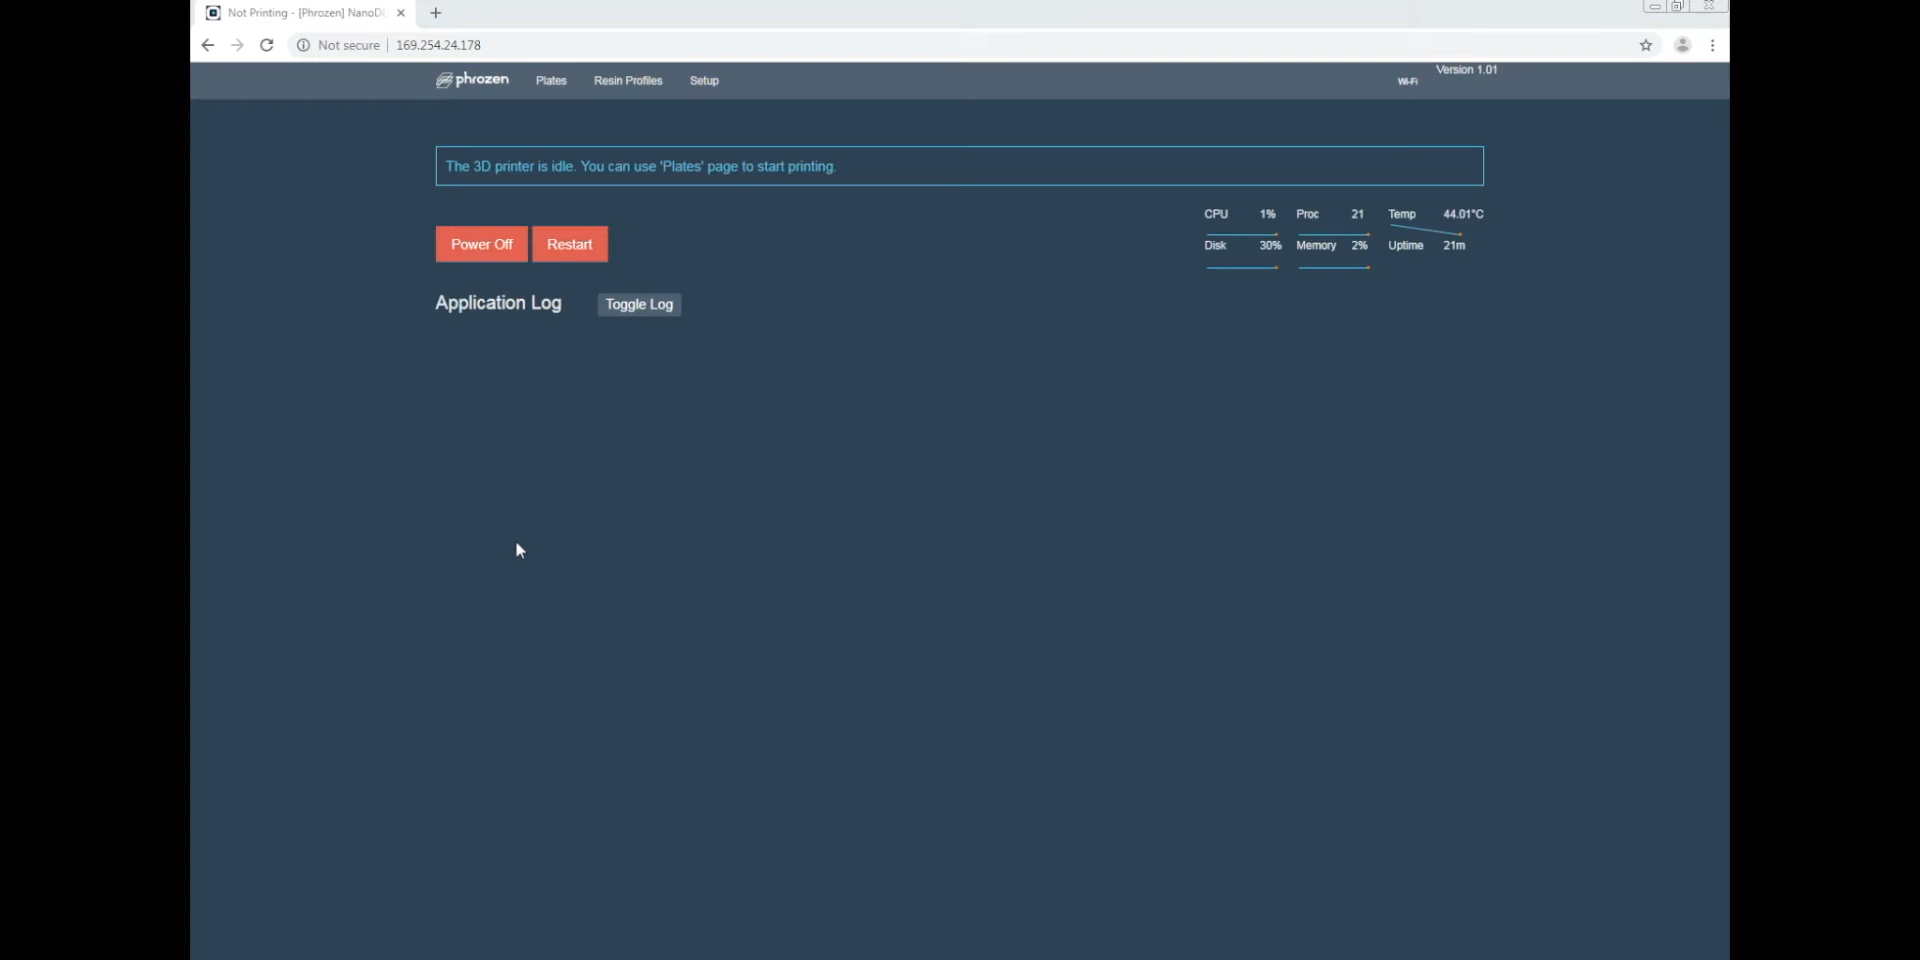 Not Printing - [Phrozen] NanoDL
Not secure
169.254.24.178
phrozen Plates Resin Profiles Setup Wi-Fi Version 1.01
The 3D printer is idle. You can use 'Plates' page to start printing.
CPU 1% Proc 21 Temp 44.01°C
Power Off Restart Disk 30% Memory 2% Uptime 21m
Application Log Toggle Log